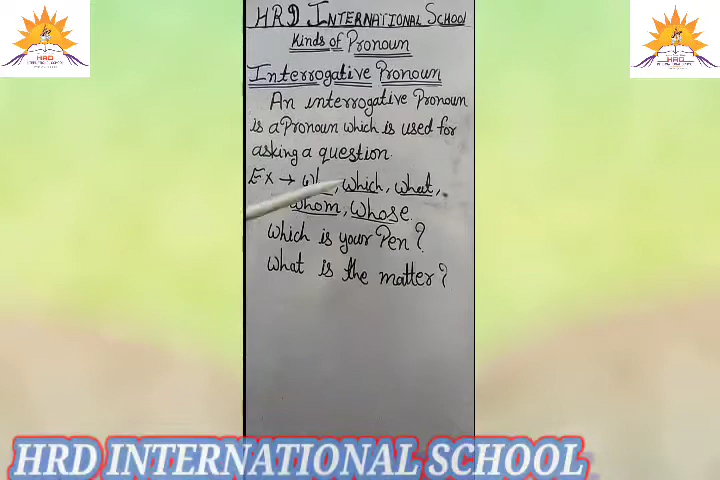 HRD INTERNATIONAL SCHOOL
Kinds of Pronoun
Interrogative Pronoun
An interrogative Pronoun
is a Pronoun which is used for
asking a question.
Ex → , which, what,
whom, whose.
Which is your Pen?
What is the matter?
HRD
HRD
HRD INTERNATIONAL SCHOOL